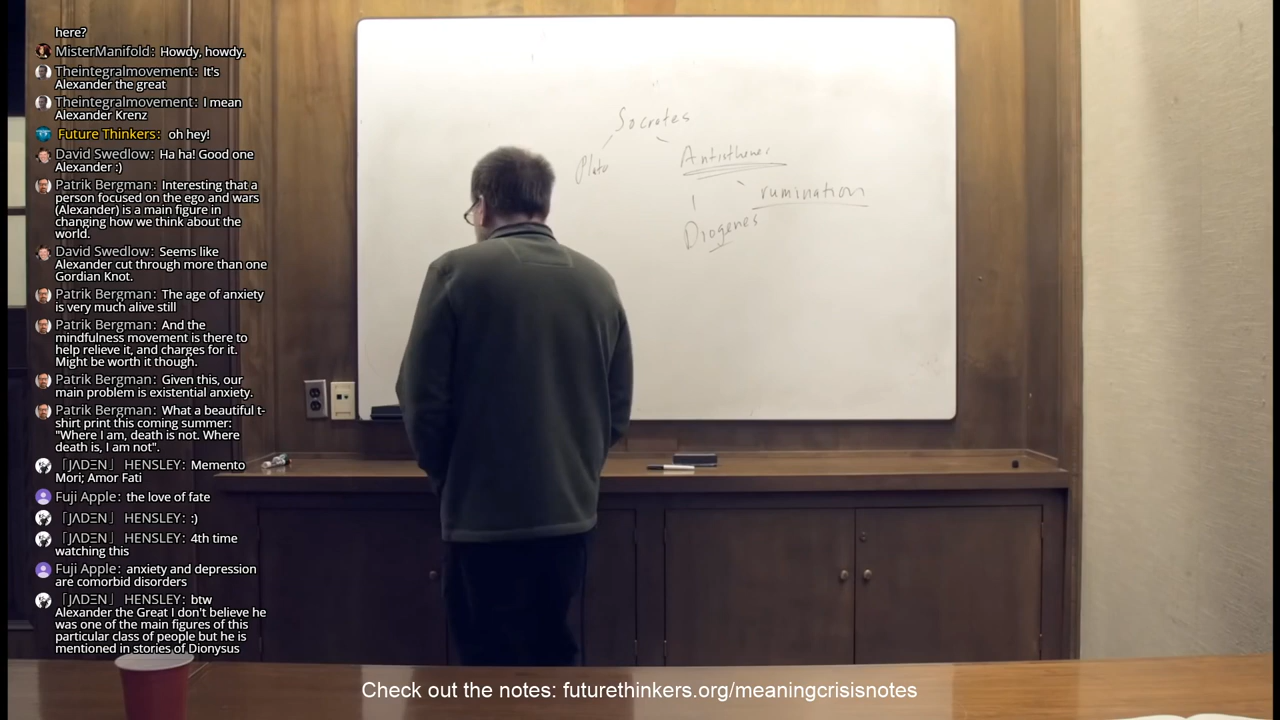 here?
MisterManifold: Howdy, howdy.
Theintegralmovement: It's
Alexander the great
Theintegralmovement: I mean
Alexander Krenz
Future Thinkers: oh hey!
David Swedlow: Ha ha! Good one
Alexander :)
Patrik Bergman: Interesting that a
person focused on the ego and wars
(Alexander) is a main figure in
changing how we think about the
world.
David Swedlow: Seems like
Alexander cut through more than one
Gordian Knot.
Patrik Bergman: The age of anxiety
is very much alive still
Patrik Bergman: And the
mindfulness movement is there to
help relieve it, and charges for it.
Might be worth it though.
Patrik Bergman: Given this, our
main problem is existential anxiety.
Patrik Bergman: What a beautiful t-
shirt print this coming summer:
"Where I am, death is not. Where
death is, I am not".
「JΛDΞN」 HENSLEY: Memento
Mori; Amor Fati
Fuji Apple: the love of fate
「JΛDΞN」 HENSLEY: :)
「JΛDΞN」 HENSLEY: 4th time
watching this
Fuji Apple: anxiety and depression
are comorbid disorders
「JΛDΞN」 HENSLEY: btw
Alexander the Great I don't believe he
was one of the main figures of this
particular class of people but he is
mentioned in stories of Dionysus
Socrates
Plato
Antisthenes
rumination
Diogenes
Check out the notes: futurethinkers.org/meaningcrisisnotes